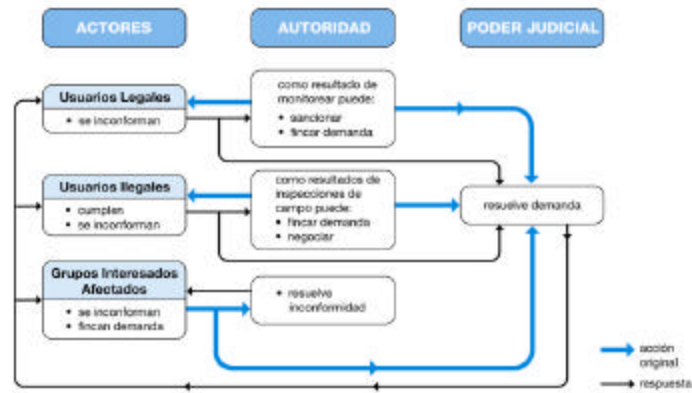 ACTORES
AUTORIDAD
PODER JUDICIAL
Usuarios Legales
• se inconforman
como resultado de
monitorear puede:
• sancionar
• fincar demanda
Usuarios Ilegales
• cumplen
• se inconforman
como resultados de
inspecciones de
campo puede:
• fincar demanda
• negociar
resuelve demanda
Grupos Interesados
Afectados
• se inconforman
• fincan demanda
• resuelve
inconformidad
acción
original
respuesta